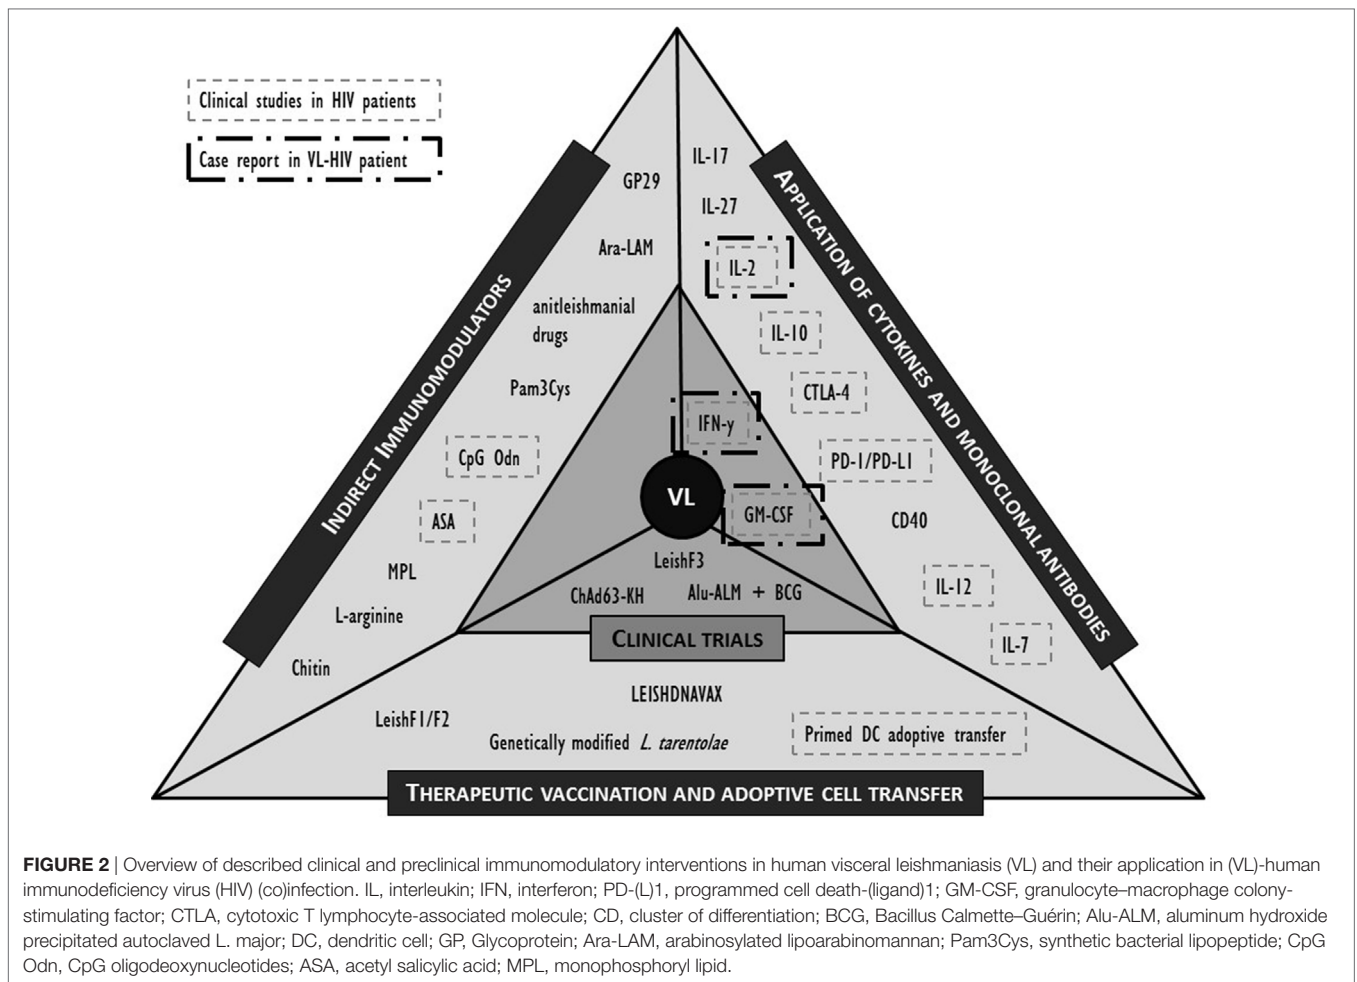 Clinical studies in HIV patients
Case report in VL-HIV patient
INDIRECT IMMUNOMODULATORS
APPLICATION OF CYTOKINES AND MONOCLONAL ANTIBODIES
GP29
Ara-LAM
anitleishmanial
drugs
Pam3Cys
CpG Odn
ASA
MPL
L-arginine
Chitin
IL-17
IL-27
IL-2
IL-10
CTLA-4
PD-1/PD-L1
CD40
IL-12
IL-7
IFN-y
VL
GM-CSF
LeishF3
ChAd63-KH
Alu-ALM + BCG
CLINICAL TRIALS
LEISHDNAVAX
LeishF1/F2
Genetically modified L. tarentolae
Primed DC adoptive transfer
THERAPEUTIC VACCINATION AND ADOPTIVE CELL TRANSFER
FIGURE 2 | Overview of described clinical and preclinical immunomodulatory interventions in human visceral leishmaniasis (VL) and their application in (VL)-human
immunodeficiency virus (HIV) (co)infection. IL, interleukin; IFN, interferon; PD-(L)1, programmed cell death-(ligand)1; GM-CSF, granulocyte–macrophage colony-
stimulating factor; CTLA, cytotoxic T lymphocyte-associated molecule; CD, cluster of differentiation; BCG, Bacillus Calmette–Guérin; Alu-ALM, aluminum hydroxide
precipitated autoclaved L. major; DC, dendritic cell; GP, Glycoprotein; Ara-LAM, arabinosylated lipoarabinomannan; Pam3Cys, synthetic bacterial lipopeptide; CpG
Odn, CpG oligodeoxynucleotides; ASA, acetyl salicylic acid; MPL, monophosphoryl lipid.